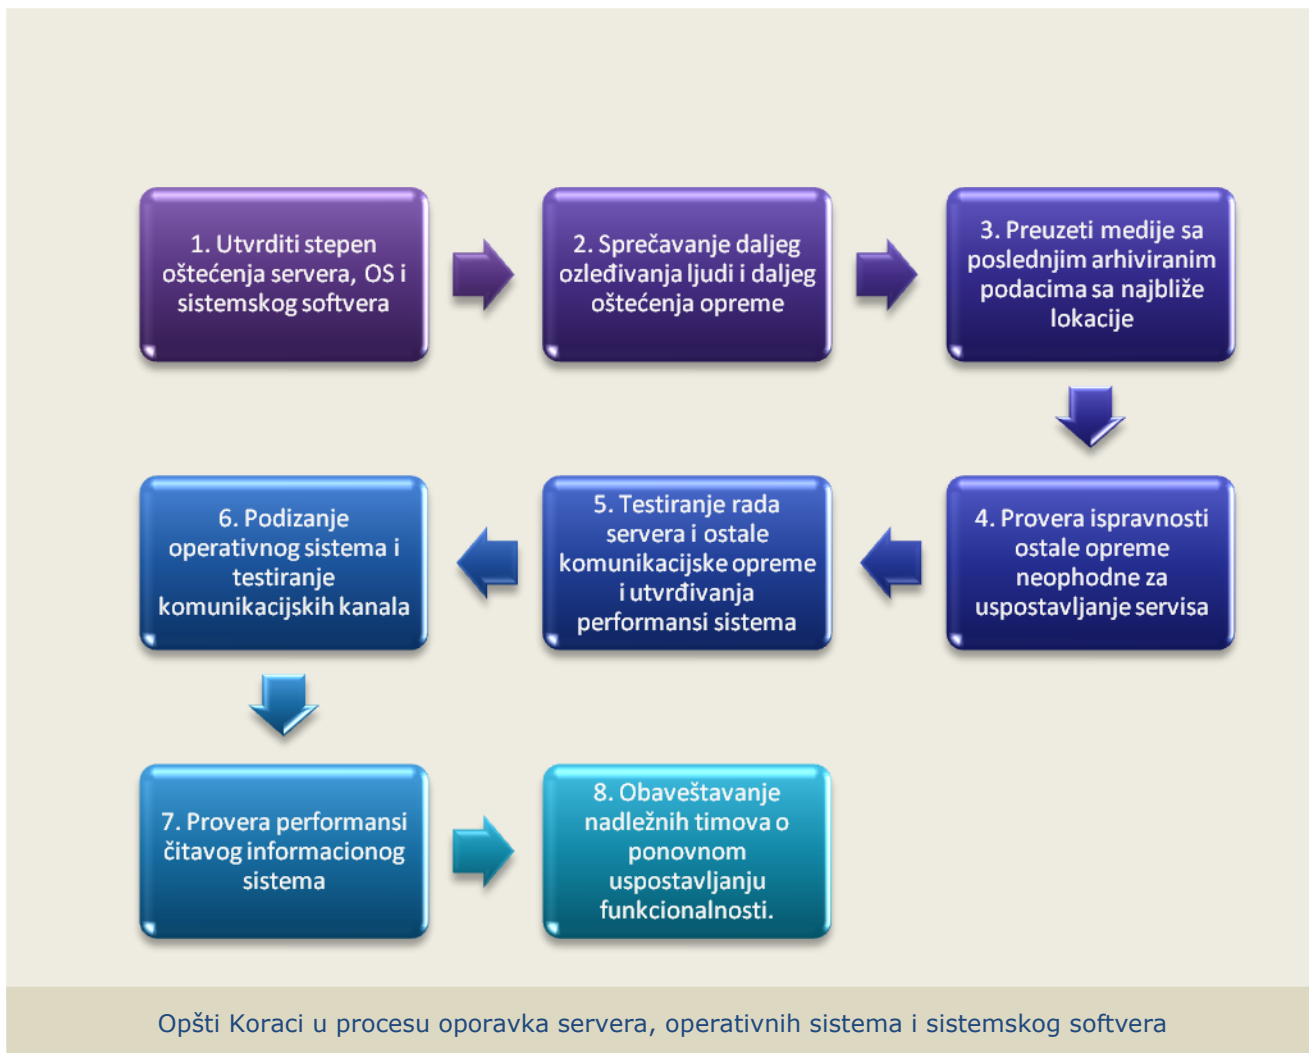 1. Utvrditi stepen
oštećenja servera, OS i
sistemskog softvera
2. Sprečavanje daljeg
ozleđivanja ljudi i daljeg
oštećenja opreme
3. Preuzeti medije sa
poslednjim arhiviranim
podacima sa najbliže
lokacije
4. Provera ispravnosti
ostale opreme
neophodne za
uspostavljanje servisa
5. Testiranje rada
servera i ostale
komunikacijske opreme
i utvrđivanja
performansi sistema
6. Podizanje
operativnog sistema i
testiranje
komunikacijskih kanala
7. Provera performansi
čitavog informacionog
sistema
8. Obaveštavanje
nadležnih timova o
ponovnom
uspostavljanju
funkcionalnosti.
Opšti Koraci u procesu oporavka servera, operativnih sistema i sistemskog softvera